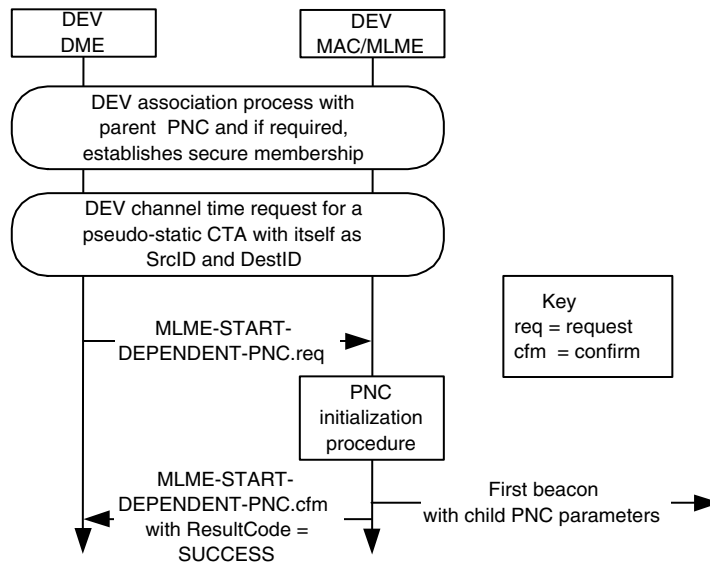 DEV
DME
DEV
MAC/MLME
DEV association process with
parent PNC and if required,
establishes secure membership
DEV channel time request for a
pseudo-static CTA with itself as
SrcID and DestID
MLME-START-
DEPENDENT-PNC.req
Key
req = request
cfm = confirm
PNC
initialization
procedure
MLME-START-
DEPENDENT-PNC.cfm
with ResultCode =
SUCCESS
First beacon
with child PNC parameters